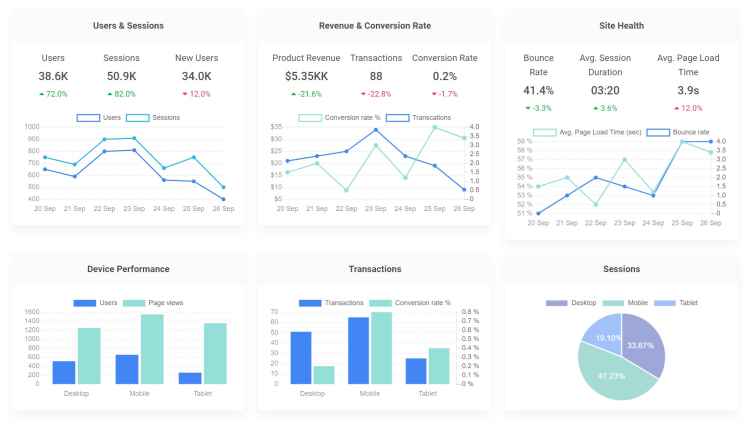 Users & Sessions
Users Sessions New Users
38.6K 50.9K 34.0K
72.0% 82.0% 12.0%
Users Sessions
1000
900
800
700
600
500
400
20 Sep 21 Sep 22 Sep 23 Sep 24 Sep 25 Sep 26 Sep
Revenue & Conversion Rate
Product Revenue Transactions Conversion Rate
$5.35KK 88 0.2%
-21.6% -22.8% -1.7%
Conversion rate % Transcations
$35 4.0
$30 3.5
$25 3.0
2.5
$20 2.0
$15 1.5
$10 1.0
0.5
$5 0
20 Sep 21 Sep 22 Sep 23 Sep 24 Sep 25 Sep 26 Sep
Site Health
Bounce Avg. Session Avg. Page Load
Rate Duration Time
41.4% 03:20 3.9s
-3.3% 3.6% 12.0%
Avg. Page Load Time (sec) Bounce rate
59 % 4.0
58 % 3.5
57 % 3.0
56 % 2.5
55 % 2.0
54 % 1.5
53 % 1.0
52 % 0.5
51 % 0
20 Sep 21 Sep 22 Sep 23 Sep 24 Sep 25 Sep 26 Sep
Device Performance
Users Page views
1600
1400
1200
1000
800
600
400
200
0
Desktop Mobile Tablet
Transactions
Transactions Conversion rate %
70 0.8 %
60 0.7 %
50 0.6 %
0.5 %
40 0.4 %
30 0.3 %
20 0.2 %
10 0.1 %
0 0 %
Desktop Mobile Tablet
Sessions
Desktop Mobile Tablet
19.10% 33.67%
47.23%